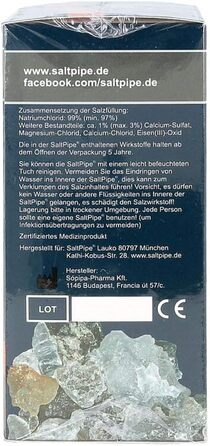 www.saltpipe.de
facebook.com/saltpipe.de
Zusammensetzung der Salzfüllung:
Natriumchlorid: 99% (min. 97%)
Weitere Bestandteile: ca. 1% (max. 3%) Calcium-Sulfat,
Magnesium-Chlorid, Calcium-Chlorid, Eisen(III)-Oxid
Die in der SalzPipe® enthaltenen Wirkstoffe halten ab
dem Öffnen der Verpackung 5 Jahre.
Sie können die SaltPipe® mit einem leicht befeuchteten
Tuch reinigen. Vermeiden Sie das Eindringen von
Wasser ins Innere der SaltPipe®, dies kann zum
Verklumpen des Salzinhaltes führen! Vorsicht, es dürfen
kein Wasser oder andere Flüssigkeiten ins Innere der
SaltPipe® gelangen, es schädigt den Salzwirkstoff!
Lagerung bitte in trockener Umgebung. Jede Person
sollte eine eigene SaltPipe® benutzen! (um
Infektionsübertragungen zu vermeiden).
Zertifiziertes Medizinprodukt
Hergestellt für: SaltPipe® Lauko 80797 München
Kathi-Kobus-Str. 28. www.saltpipe.de
Hersteller:
Sópipa-Pharma Kft.
1146 Budapest, Francia út 57/c.
LOT
CE